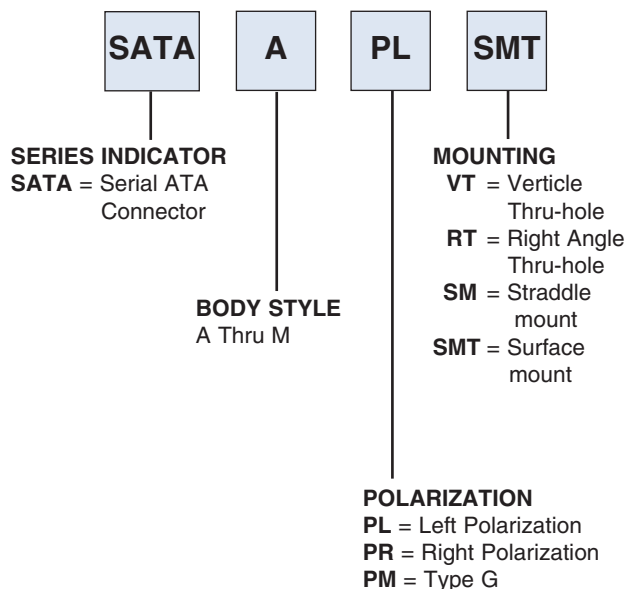 SATA A PL SMT
SERIES INDICATOR
SATA = Serial ATA
Connector
BODY STYLE
A Thru M
MOUNTING
VT = Verticle
Thru-hole
RT = Right Angle
Thru-hole
SM = Straddle
mount
SMT = Surface
mount
POLARIZATION
PL = Left Polarization
PR = Right Polarization
PM = Type G